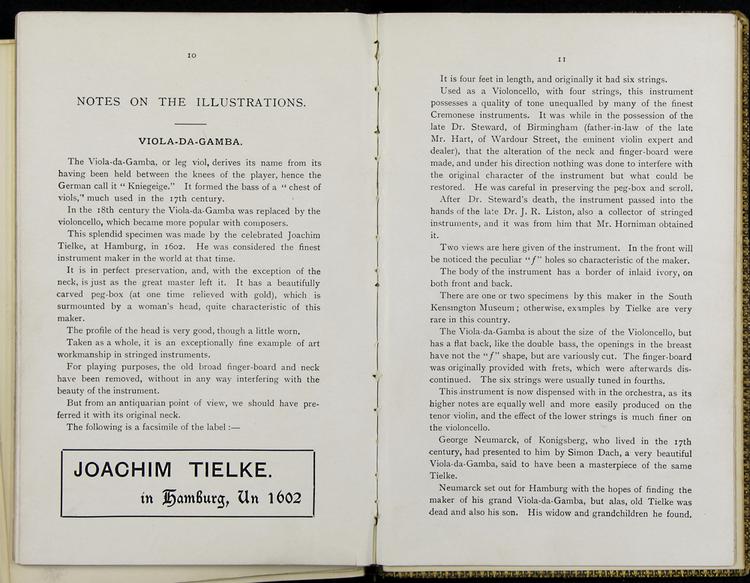 10
NOTES ON THE ILLUSTRATIONS.
VIOLA-DA-GAMBA.
The Viola-da-Gamba, or leg viol, derives its name from its
having been held between the knees of the player, hence the
German call it “ Kniegeige.” It formed the bass of a “ chest of
viols,” much used in the 17th century.
In the 18th century the Viola-da-Gamba was replaced by the
violoncello, which became more popular with composers.
This splendid specimen was made by the celebrated Joachim
Tielke, at Hamburg, in 1602. He was considered the finest
instrument maker in the world at that time.
It is in perfect preservation, and, with the exception of the
neck, is just as the great master left it. It has a beautifully
carved peg-box (at one time relieved with gold), which is
surmounted by a woman's head, quite characteristic of this
maker.
The profile of the head is very good, though a little worn.
Taken as a whole, it is an exceptionally fine example of art
workmanship in stringed instruments.
For playing purposes, the old broad finger-board and neck
have been removed, without in any way interfering with the
beauty of the instrument.
But from an antiquarian point of view, we should have pre-
ferred it with its original neck.
The following is a facsimile of the label :—
JOACHIM TIELKE.
in Hamburg, Un 1602
11
It is four feet in length, and originally it had six strings.
Used as a Violoncello, with four strings, this instrument
possesses a quality of tone unequalled by many of the finest
Cremonese instruments. It was while in the possession of the
late Dr. Steward, of Birmingham (father-in-law of the late
Mr. Hart, of Wardour Street, the eminent violin expert and
dealer), that the alteration of the neck and finger-board were
made, and under his direction nothing was done to interfere with
the original character of the instrument but what could be
restored. He was careful in preserving the peg-box and scroll.
After Dr. Steward's death, the instrument passed into the
hands of the late Dr. J. R. Liston, also a collector of stringed
instruments, and it was from him that Mr. Horniman obtained
it.
Two views are here given of the instrument. In the front will
be noticed the peculiar “f” holes so characteristic of the maker.
The body of the instrument has a border of inlaid ivory, on
both front and back.
There are one or two specimens by this maker in the South
Kensington Museum ; otherwise, examples by Tielke are very
rare in this country.
The Viola-da-Gamba is about the size of the Violoncello, but
has a flat back, like the double bass, the openings in the breast
have not the “f” shape, but are variously cut. The finger-board
was originally provided with frets, which were afterwards dis-
continued. The six strings were usually tuned in fourths.
This instrument is now dispensed with in the orchestra, as its
higher notes are equally well and more easily produced on the
tenor violin, and the effect of the lower strings is much finer on
the violoncello.
George Neumarck, of Konigsberg, who lived in the 17th
century, had presented to him by Simon Dach, a very beautiful
Viola-da-Gamba, said to have been a masterpiece of the same
Tielke.
Neumarck set out for Hamburg with the hopes of finding the
maker of his grand Viola-da-Gamba, but alas, old Tielke was
dead and also his son. His widow and grandchildren he found,